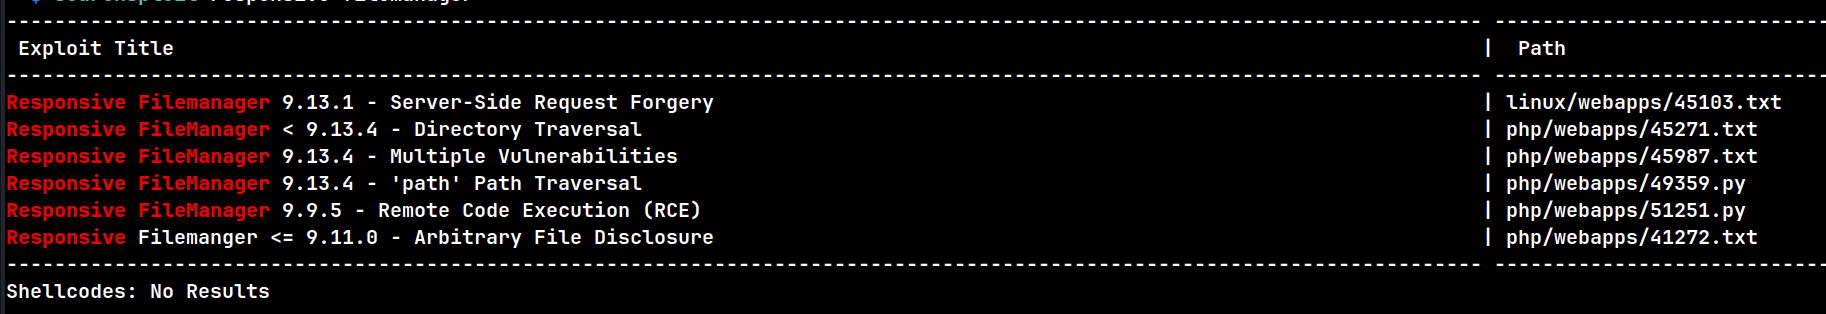 Exploit Title | Path
Responsive Filemanager 9.13.1 - Server-Side Request Forgery | linux/webapps/45103.txt
Responsive FileManager < 9.13.4 - Directory Traversal | php/webapps/45271.txt
Responsive FileManager 9.13.4 - Multiple Vulnerabilities | php/webapps/45987.txt
Responsive FileManager 9.13.4 - 'path' Path Traversal | php/webapps/49359.py
Responsive FileManager 9.9.5 - Remote Code Execution (RCE) | php/webapps/51251.py
Responsive Filemanger <= 9.11.0 - Arbitrary File Disclosure | php/webapps/41272.txt
Shellcodes: No Results